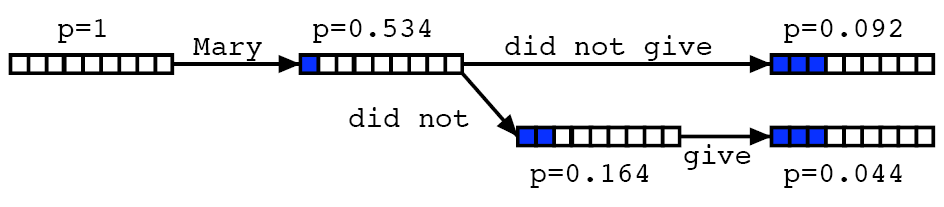 p=1
p=0.534
p=0.092
Mary
did not give
did not
give
p=0.164
p=0.044